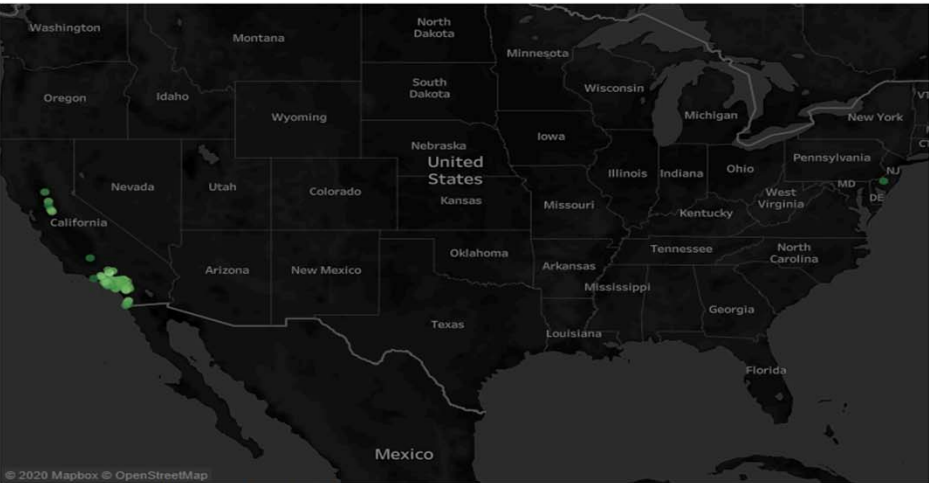 Washington
Montana
North
Dakota
Minnesota
Oregon
Idaho
South
Dakota
Wisconsin
Michigan
VT
Wyoming
New York
Iowa
Nebraska
CT
United
States
Illinois
Indiana
Ohio
Pennsylvania
NJ
Nevada
Utah
Colorado
Kansas
Missouri
West
Virginia
MD
DE
California
Kentucky
Oklahoma
Tennessee
North
Carolina
Arizona
New Mexico
Arkansas
Mississippi
Georgia
Texas
Louisiana
Florida
Mexico
© 2020 Mapbox © OpenStreetMap